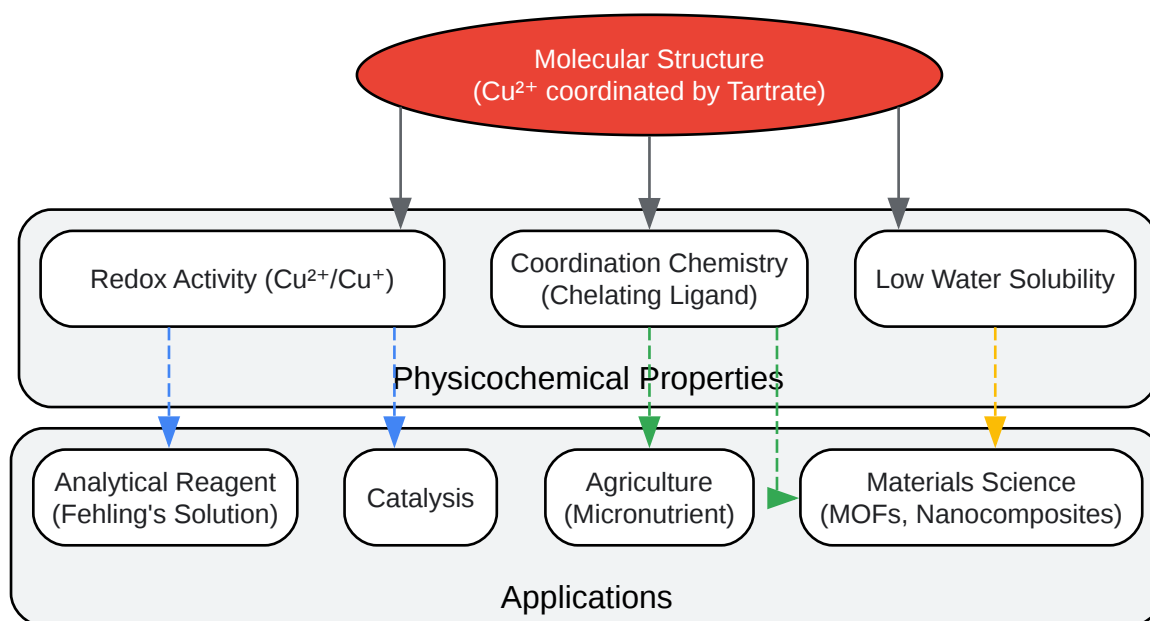 Molecular Structure
(Cu²⁺ coordinated by Tartrate)
Redox Activity (Cu²⁺/Cu⁺)
Coordination Chemistry
(Chelating Ligand)
Low Water Solubility
Physicochemical Properties
Analytical Reagent
(Fehling's Solution)
Catalysis
Agriculture
(Micronutrient)
Materials Science
(MOFs, Nanocomposites)
Applications